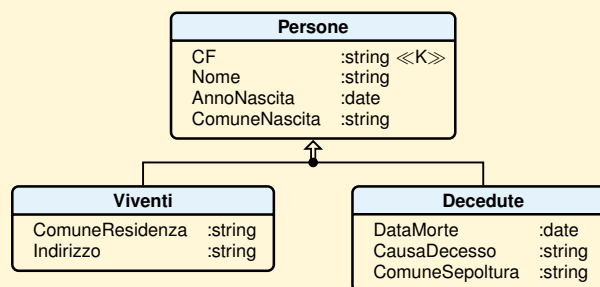 Persone
CF :string ≪K≫
Nome :string
AnnoNascita :date
ComuneNascita :string
Viventi
ComuneResidenza :string
Indirizzo :string
Decedute
DataMorte :date
CausaDecesso :string
ComuneSepoltura :string